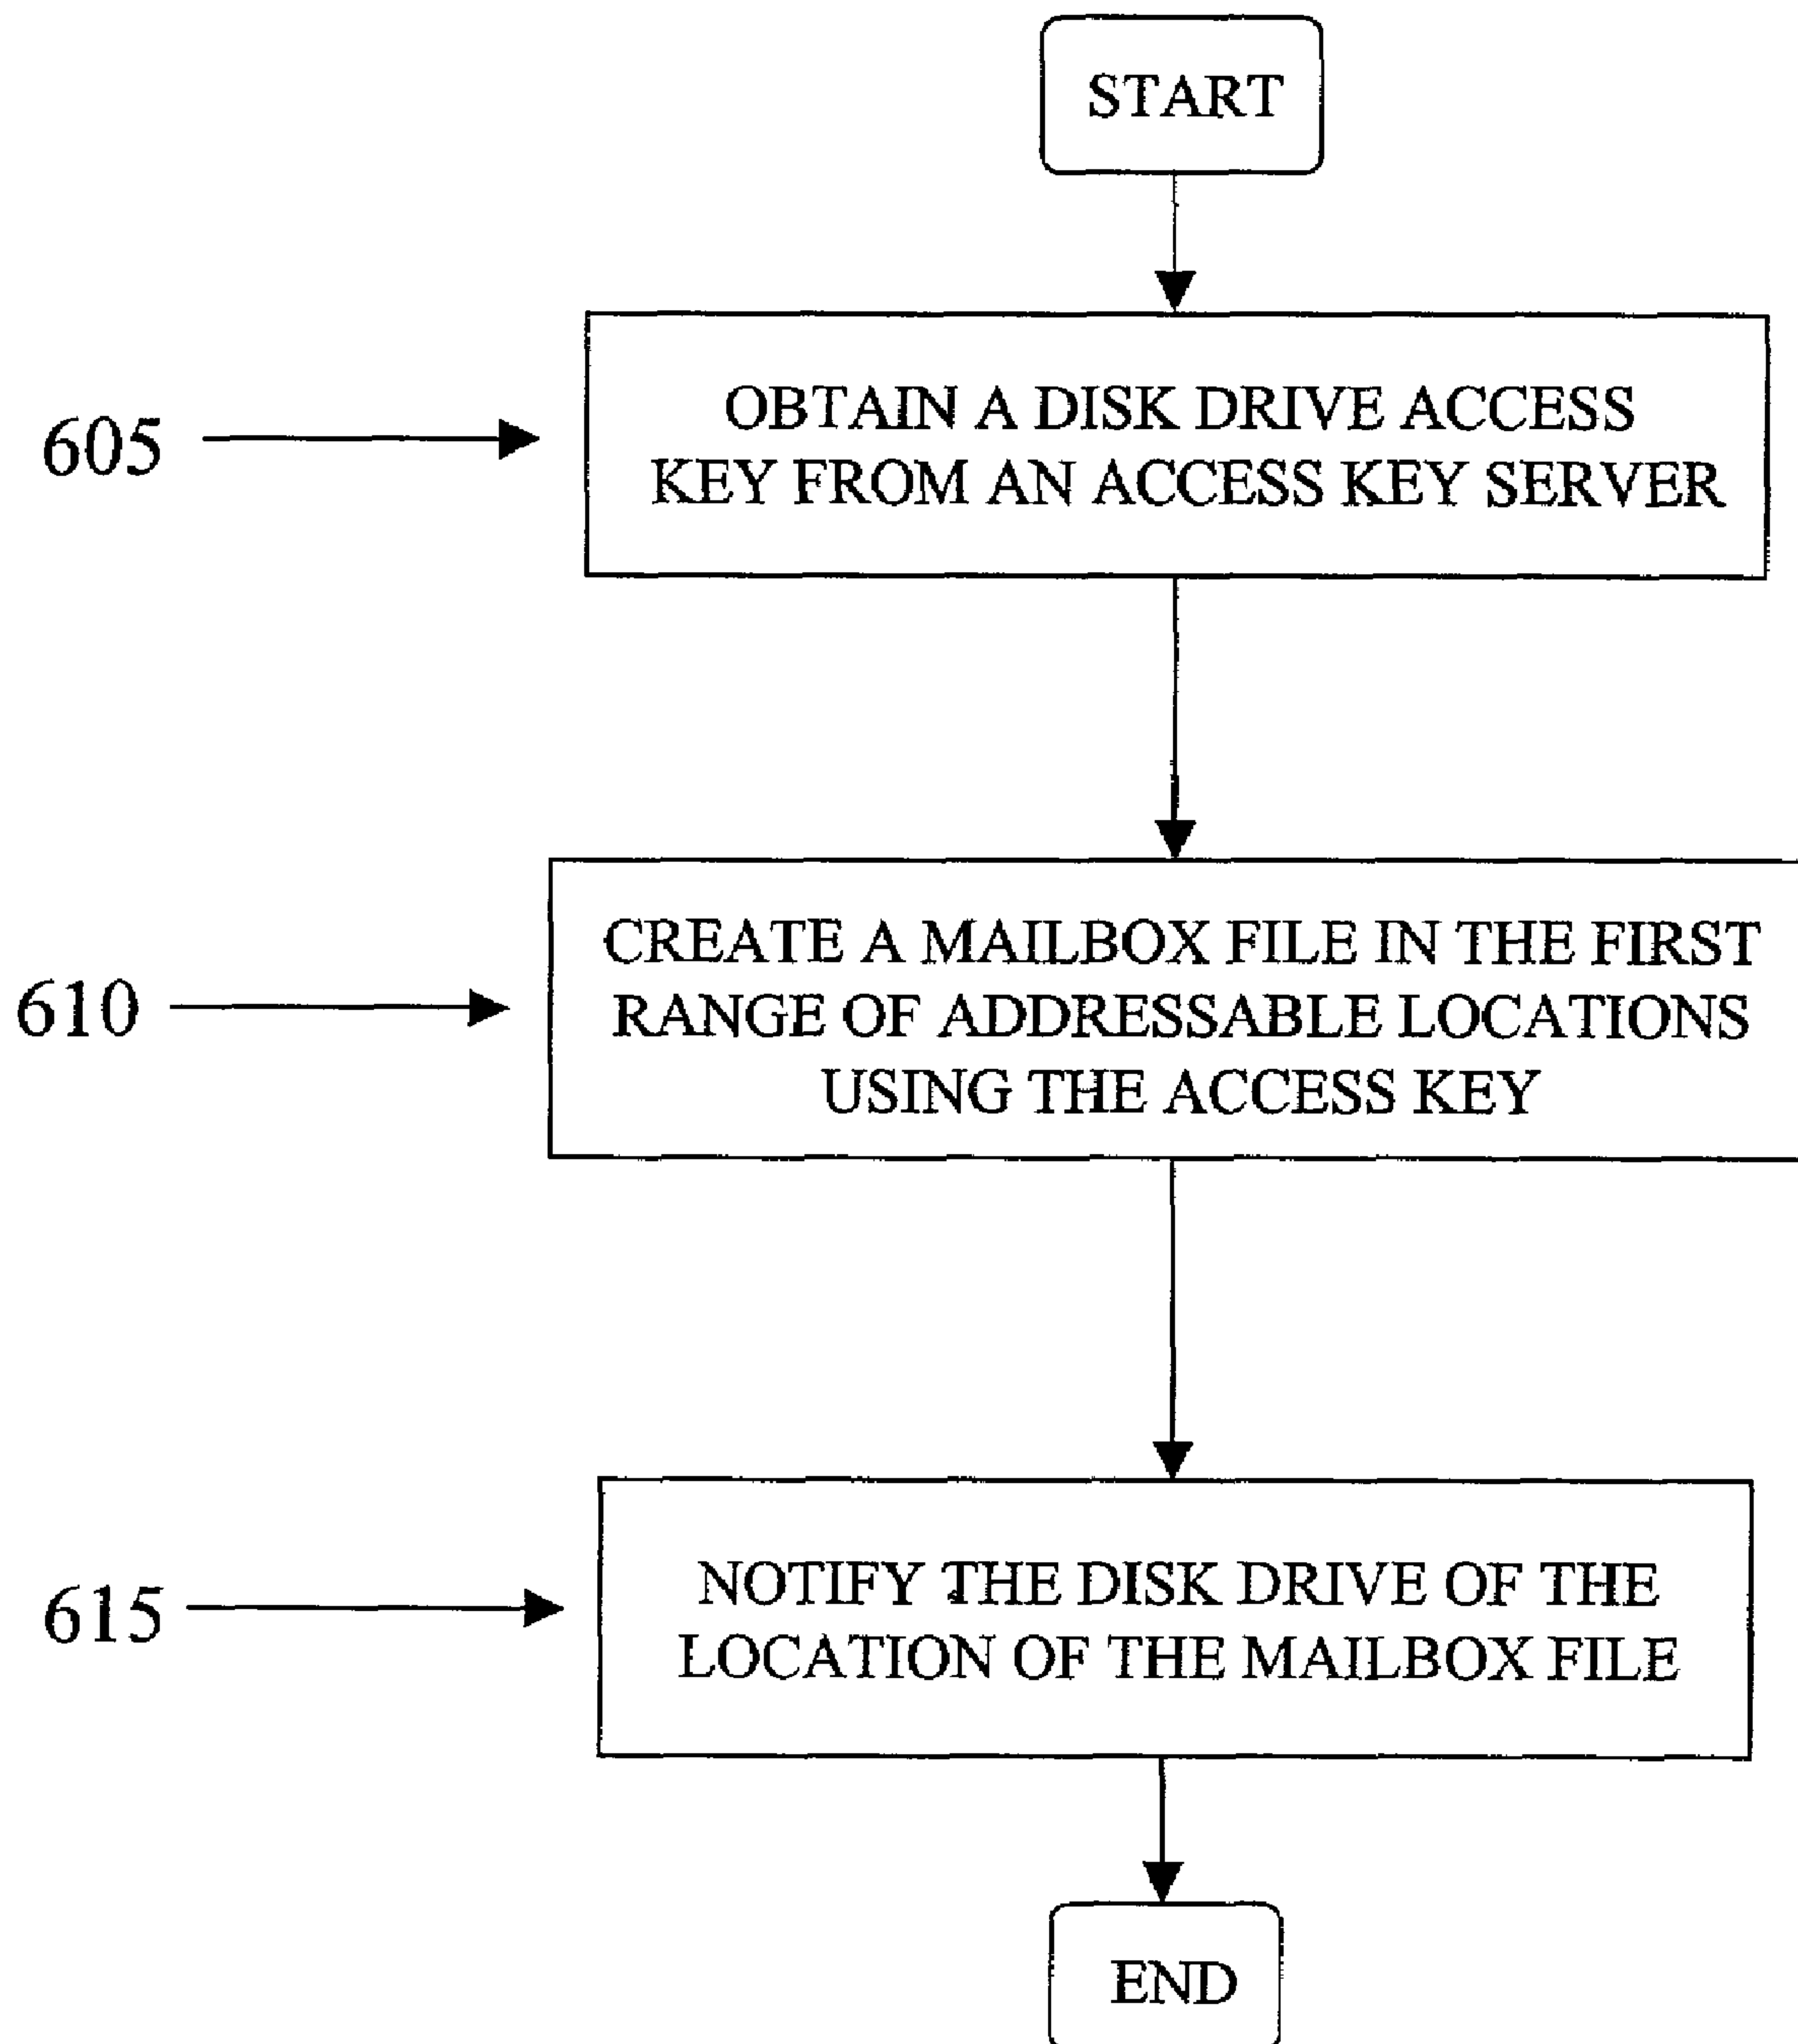 START
605
OBTAIN A DISK DRIVE ACCESS
KEY FROM AN ACCESS KEY SERVER
610
CREATE A MAILBOX FILE IN THE FIRST
RANGE OF ADDRESSABLE LOCATIONS
USING THE ACCESS KEY
615
NOTIFY THE DISK DRIVE OF THE
LOCATION OF THE MAILBOX FILE
END